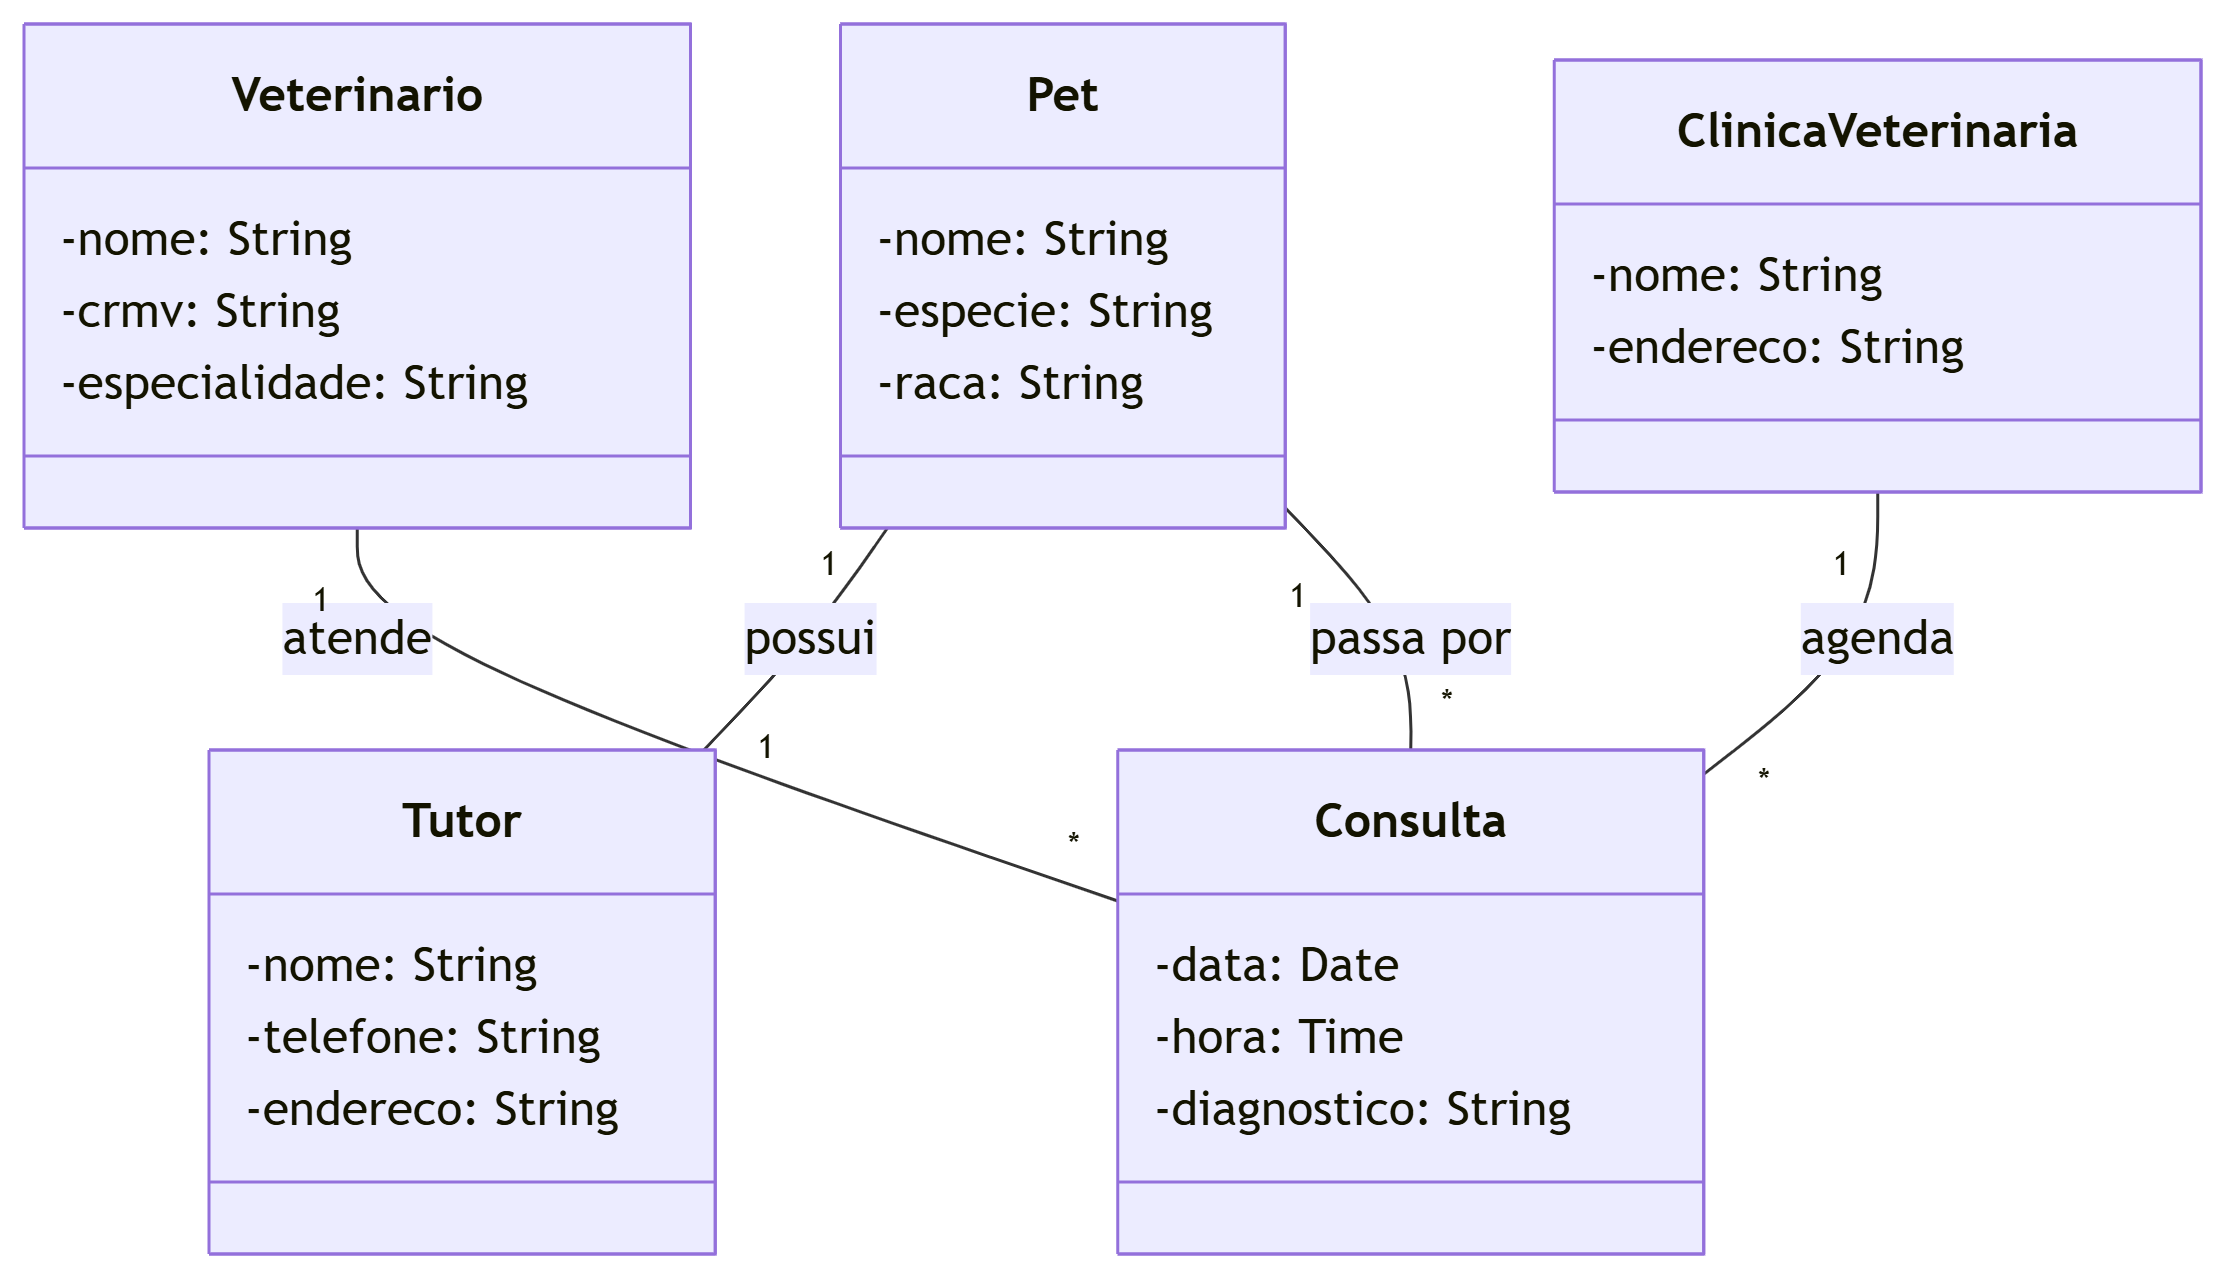 Veterinario
-nome: String
-crmv: String
-especialidade: String
Pet
-nome: String
-especie: String
-raca: String
ClinicaVeterinaria
-nome: String
-endereco: String
1
atende
*
1
possui
1
1
passa por
*
1
agenda
*
Tutor
-nome: String
-telefone: String
-endereco: String
Consulta
-data: Date
-hora: Time
-diagnostico: String